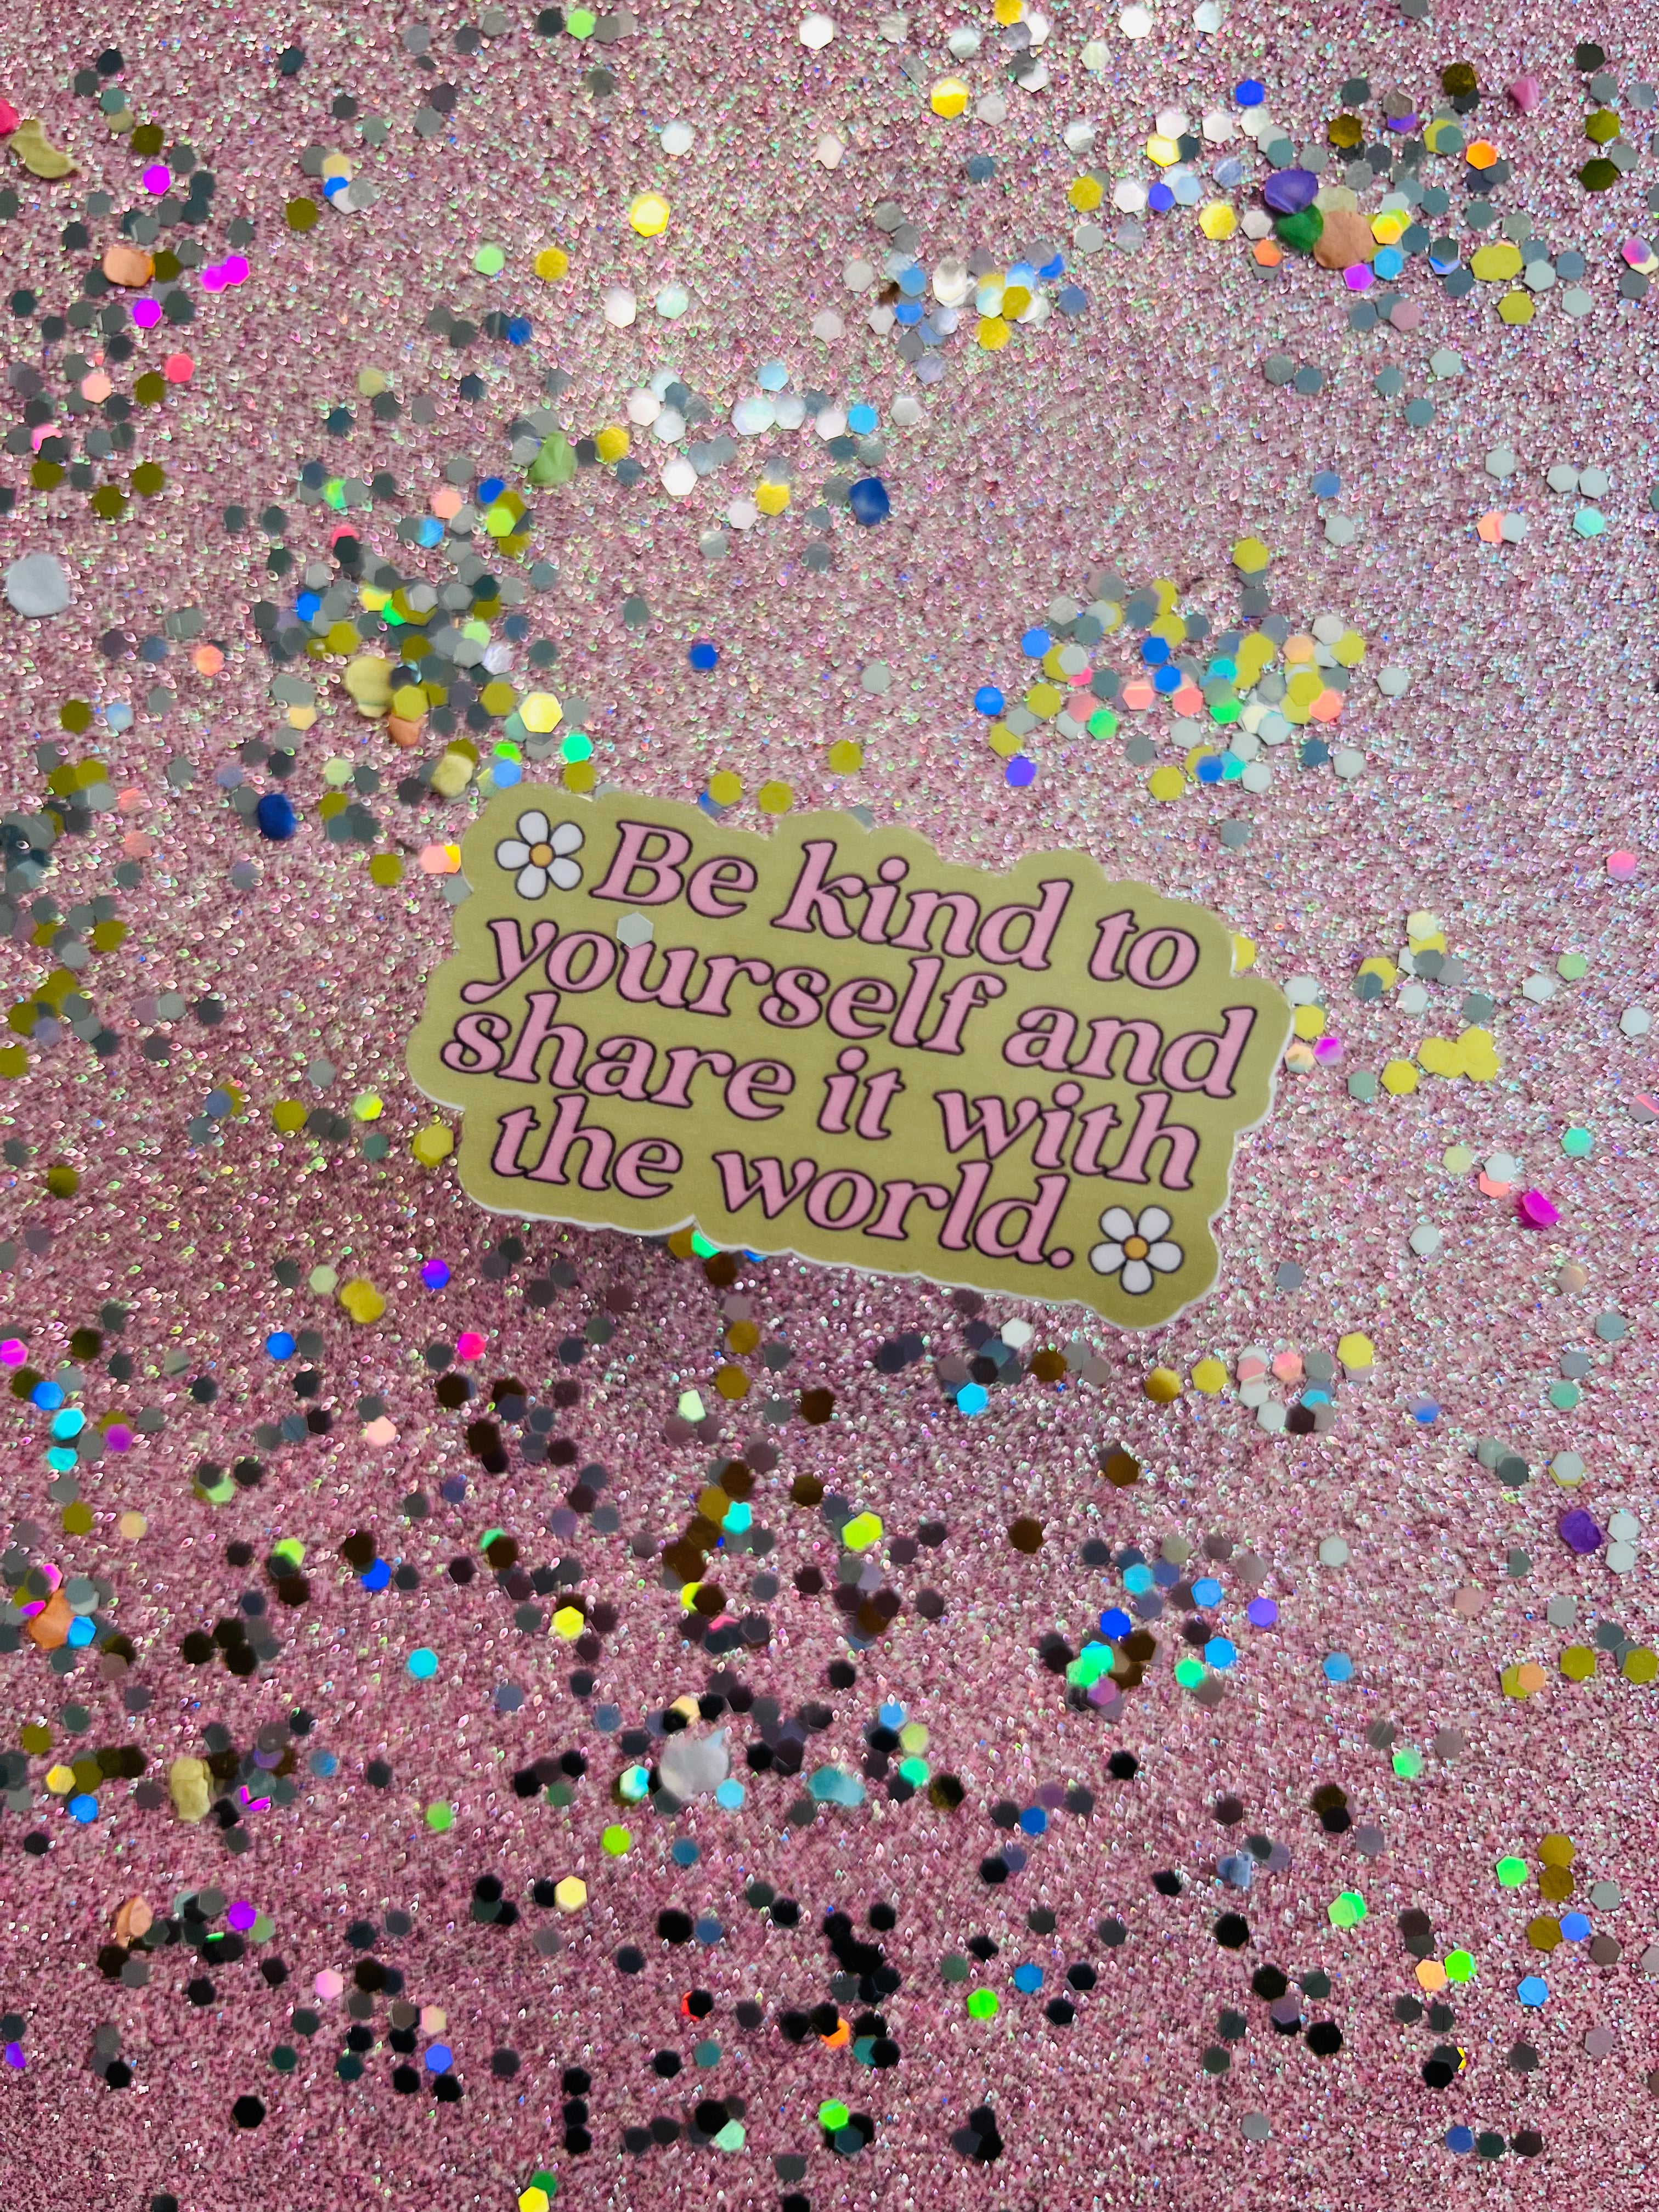 Be kind to
yourself and
share it with
the world.